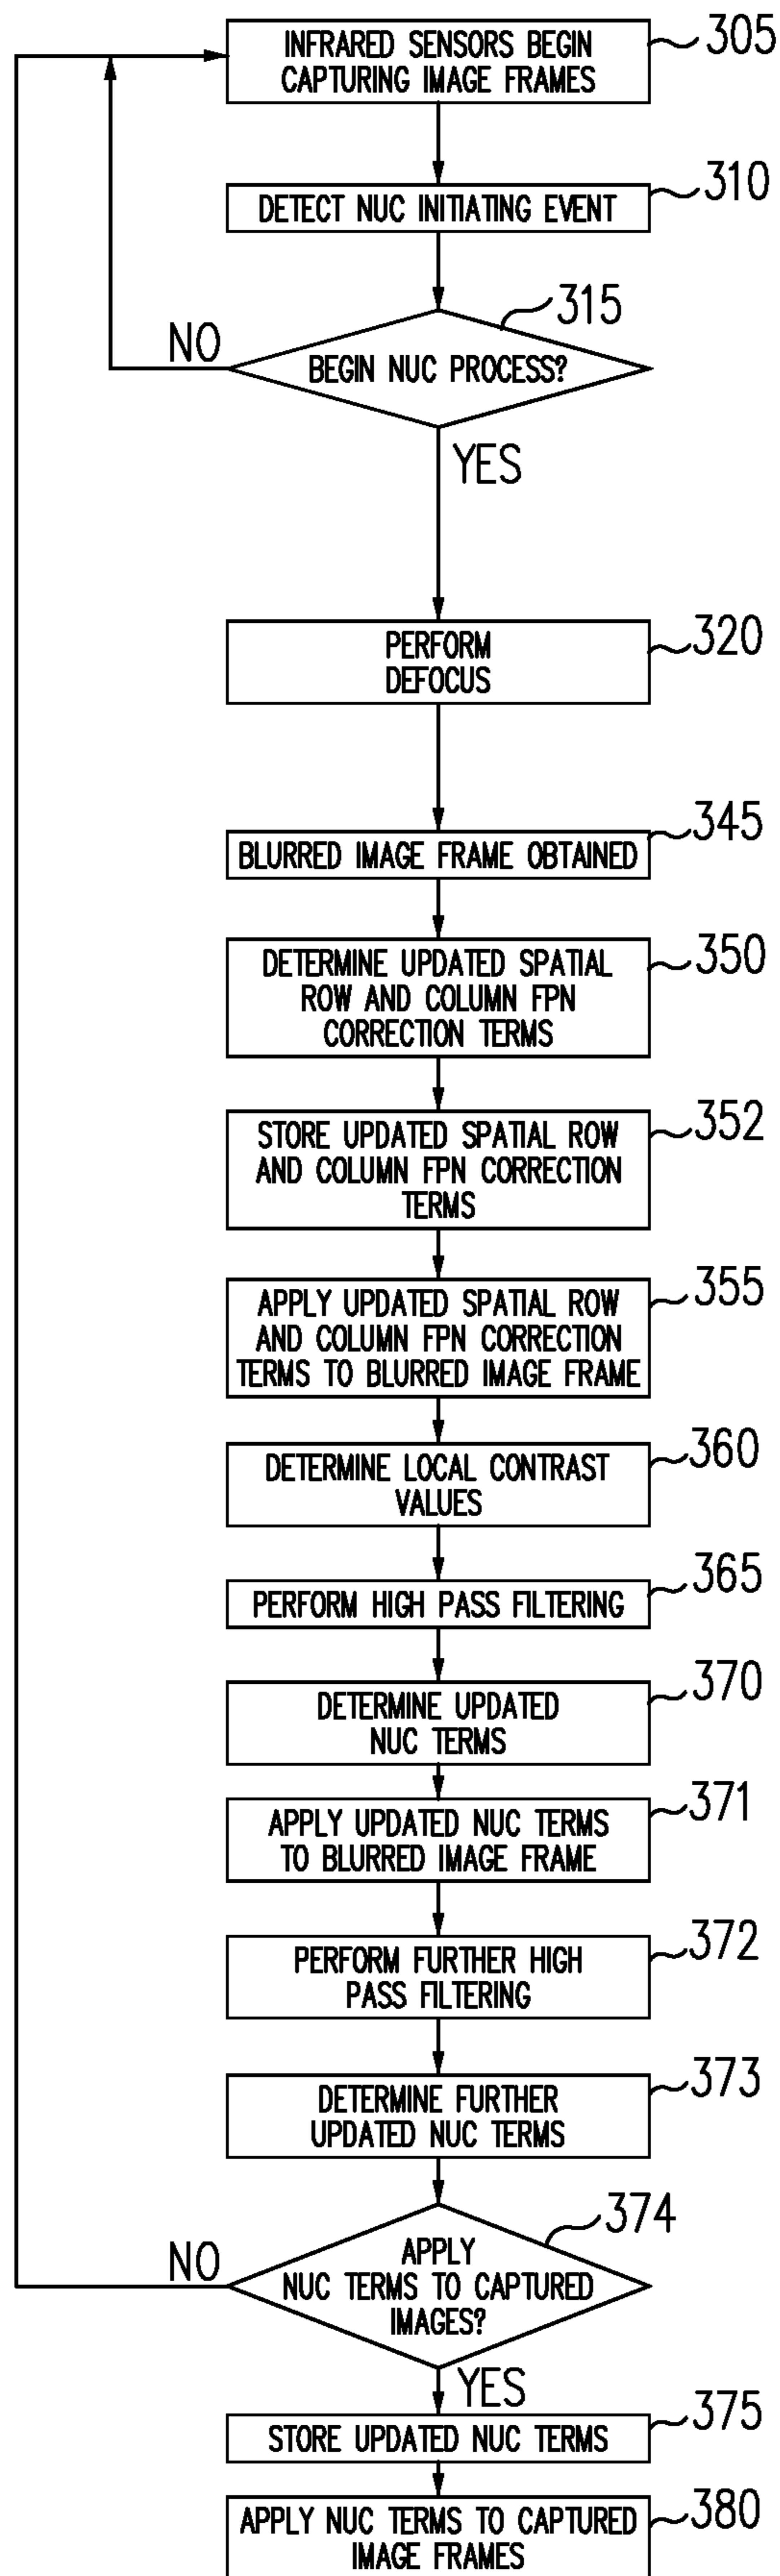 INFRARED SENSORS BEGIN
CAPTURING IMAGE FRAMES
305
DETECT NUC INITIATING EVENT
310
315
BEGIN NUC PROCESS?
NO
YES
PERFORM
DEFOCUS
320
BLURRED IMAGE FRAME OBTAINED
345
DETERMINE UPDATED SPATIAL
ROW AND COLUMN FPN
CORRECTION TERMS
350
STORE UPDATED SPATIAL ROW
AND COLUMN FPN CORRECTION
TERMS
352
APPLY UPDATED SPATIAL ROW
AND COLUMN FPN CORRECTION
TERMS TO BLURRED IMAGE FRAME
355
DETERMINE LOCAL CONTRAST
VALUES
360
PERFORM HIGH PASS FILTERING
365
DETERMINE UPDATED
NUC TERMS
370
APPLY UPDATED NUC TERMS
TO BLURRED IMAGE FRAME
371
PERFORM FURTHER HIGH
PASS FILTERING
372
DETERMINE FURTHER
UPDATED NUC TERMS
373
374
APPLY
NUC TERMS TO CAPTURED
IMAGES?
NO
YES
STORE UPDATED NUC TERMS
375
APPLY NUC TERMS TO CAPTURED
IMAGE FRAMES
380